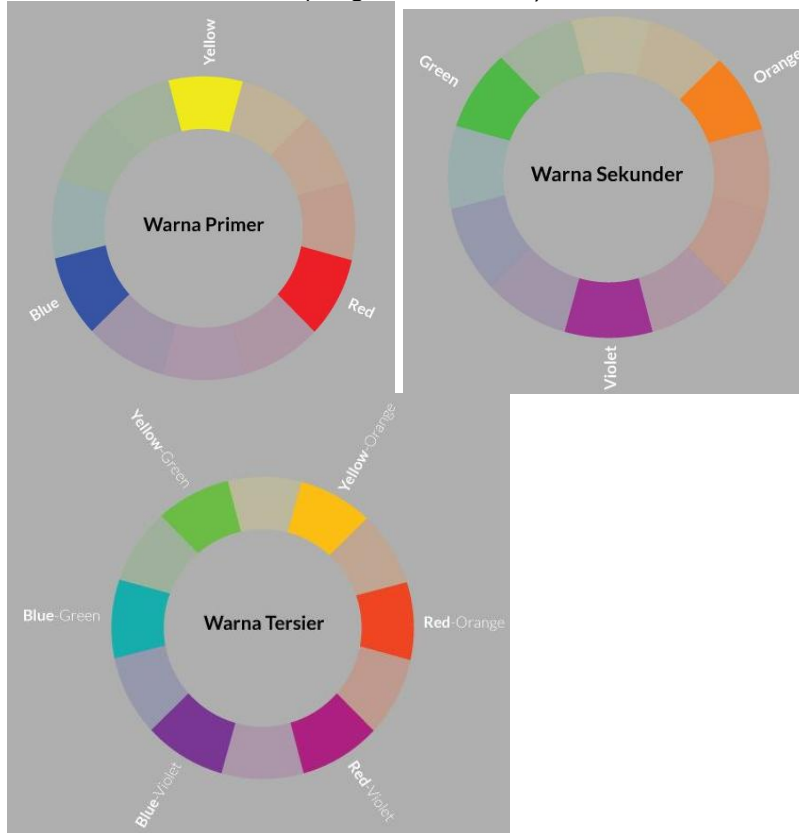 Yellow
Warna Primer
Blue
Red
Green
Orange
Warna Sekunder
Violet
Yellow-Green
Yellow-Orange
Blue-Green
Warna Tersier
Red-Orange
Blue-Violet
Red-Violet